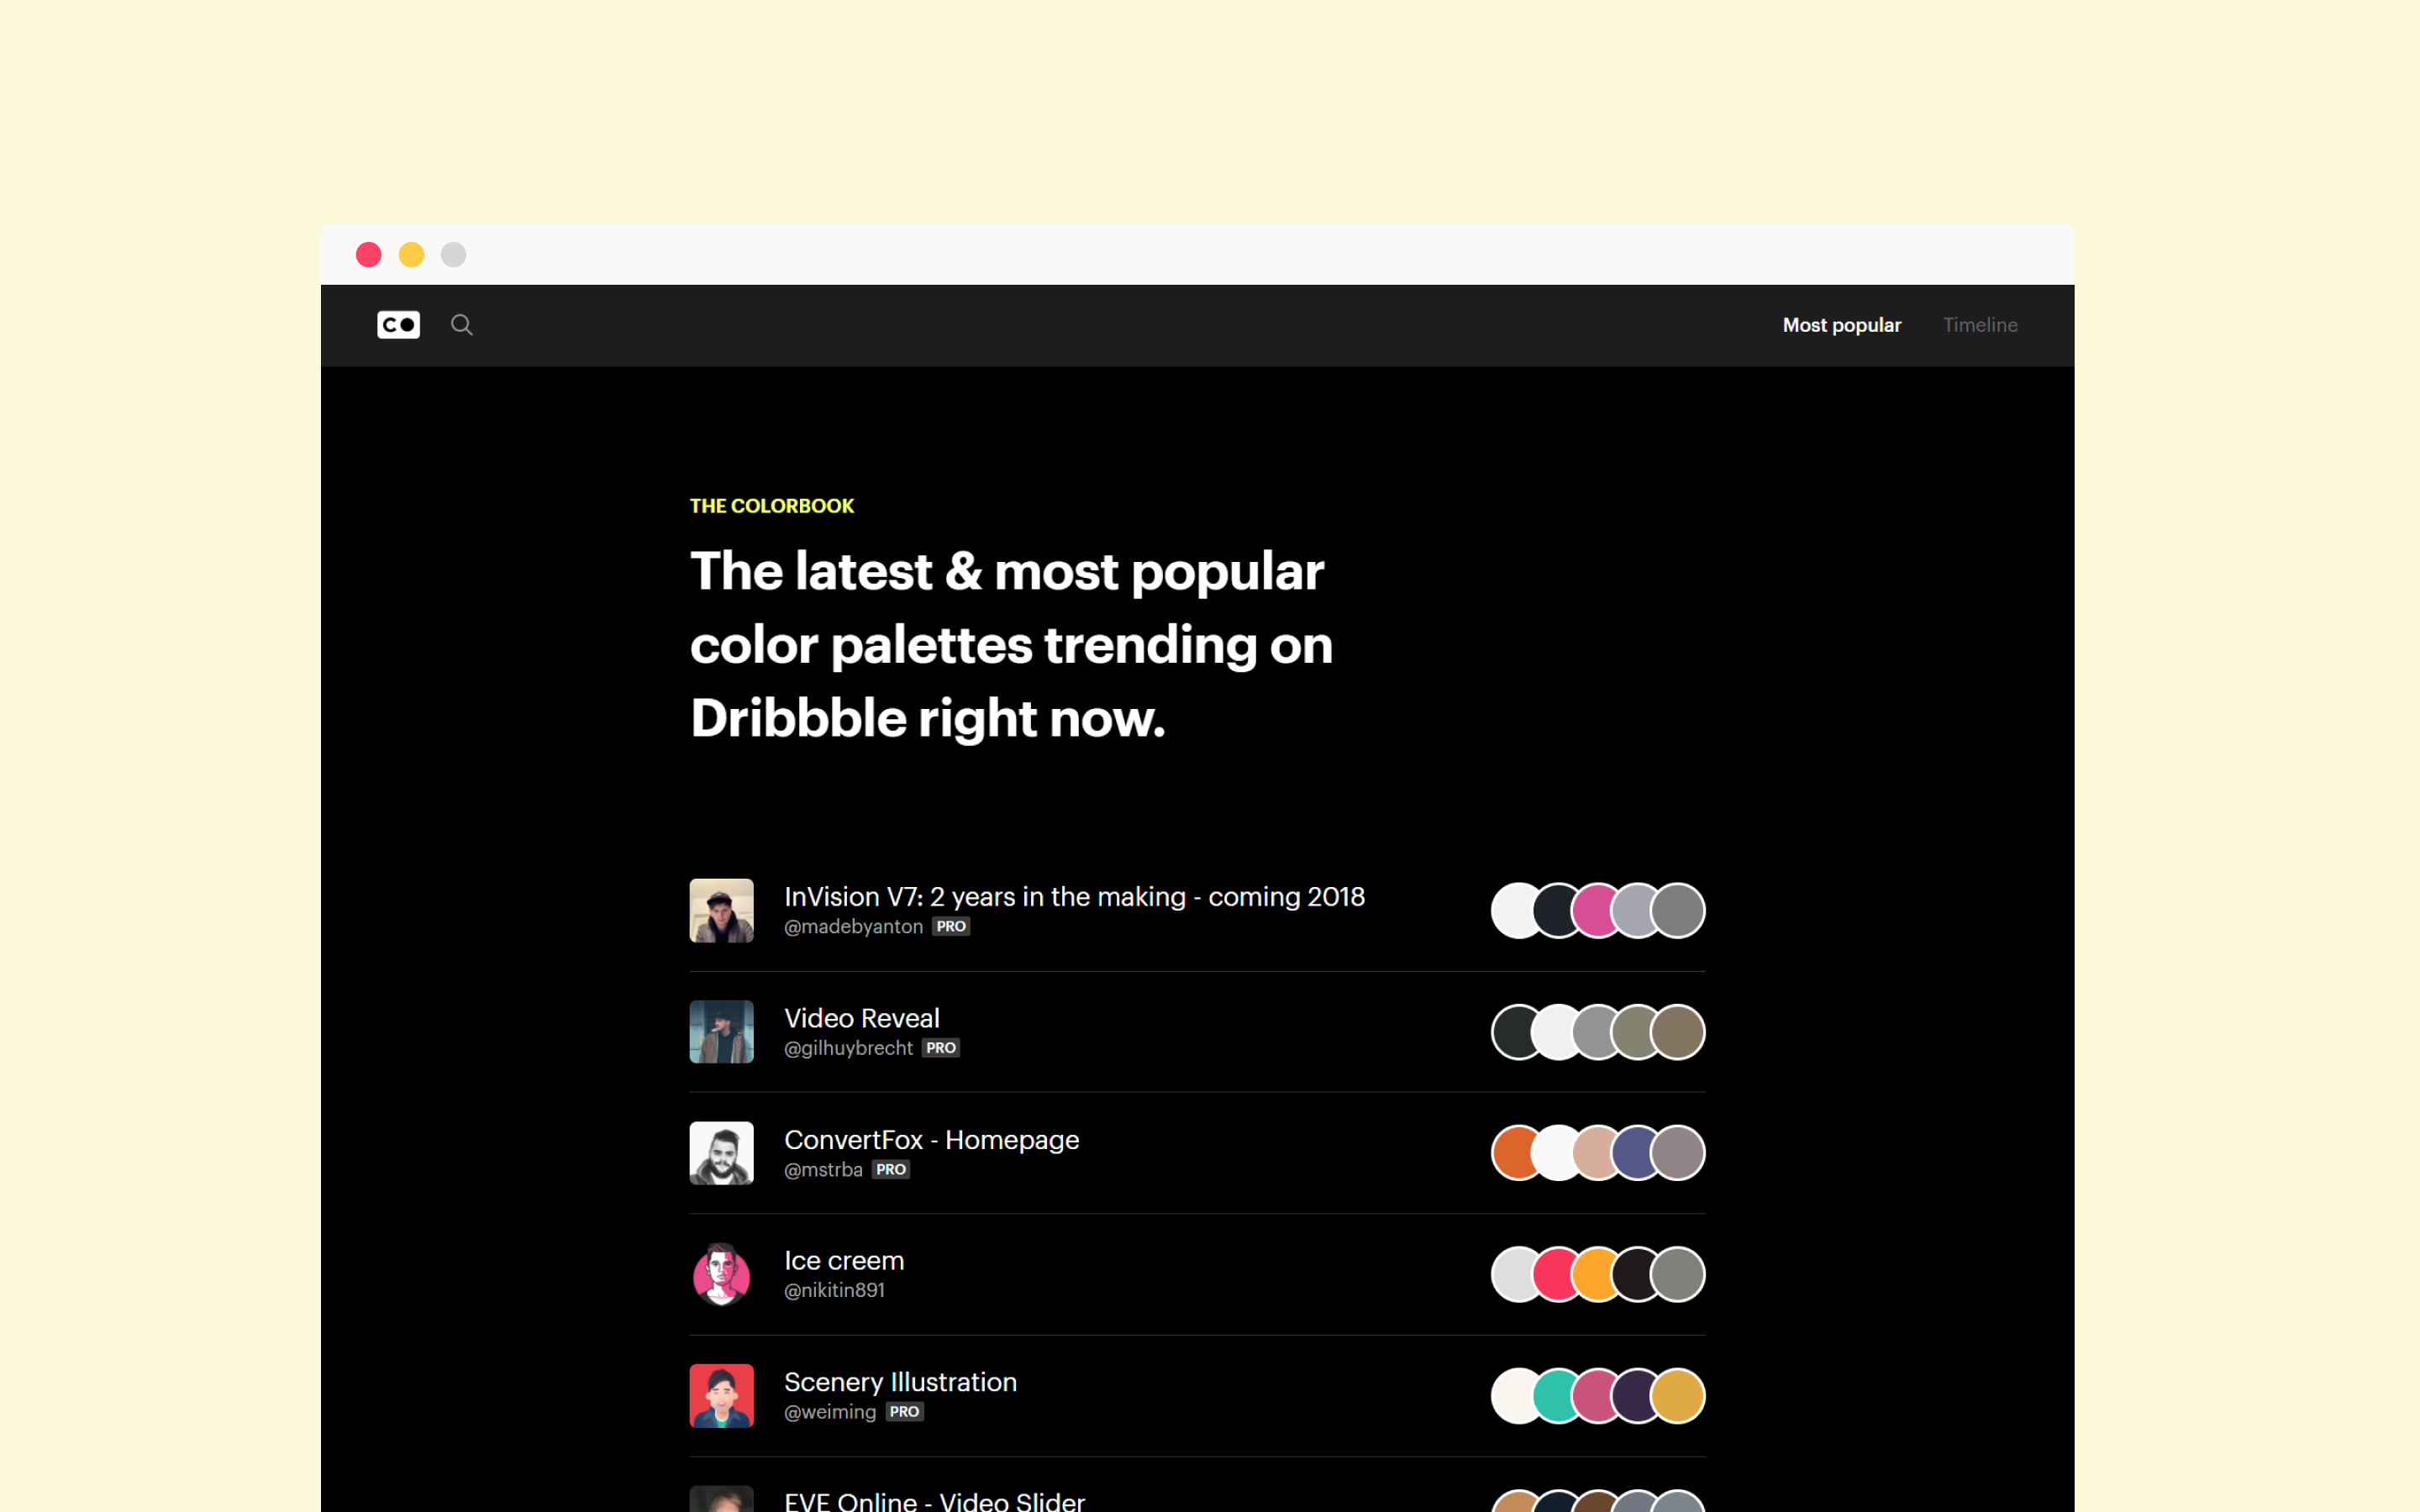 CO
Most popular
Timeline
THE COLORBOOK
The latest & most popular
color palettes trending on
Dribbble right now.
InVision V7: 2 years in the making - coming 2018
@madebyanton PRO
Video Reveal
@gilhuybrecht PRO
ConvertFox - Homepage
@mstrba PRO
Ice creem
@nikitin891
Scenery Illustration
@weiming PRO
EVE Online - Video Slider